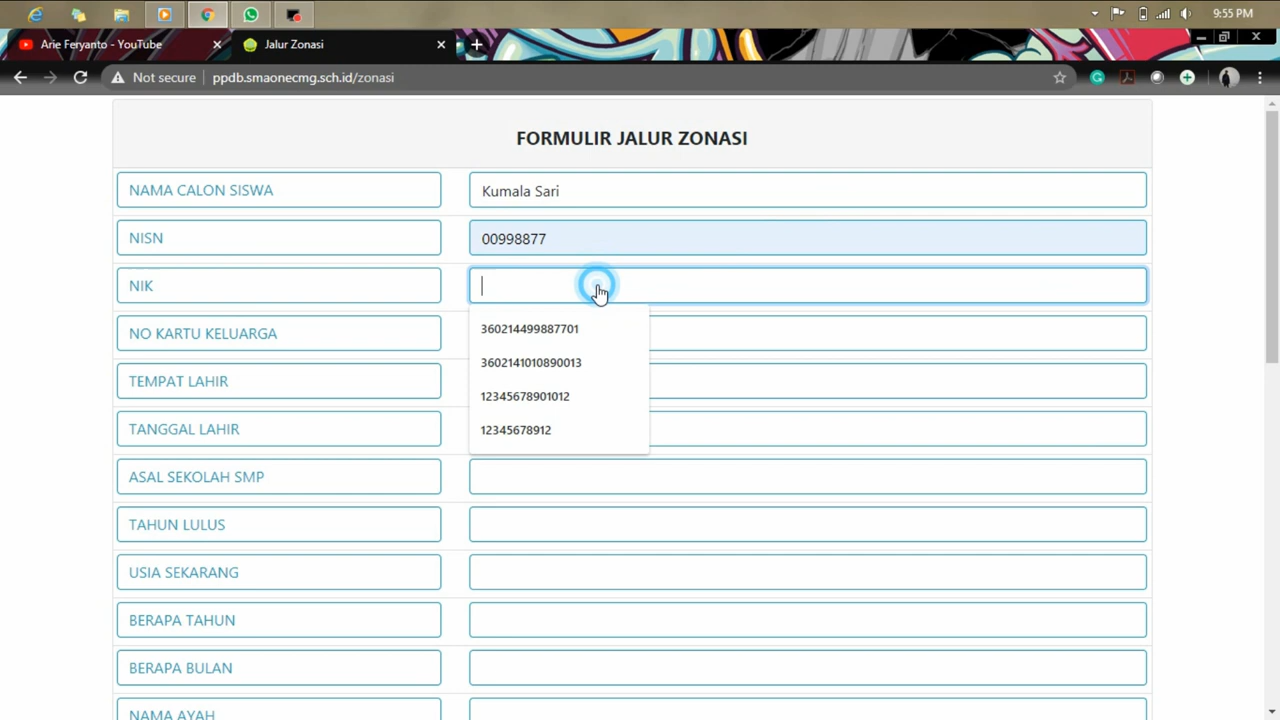 9:55 PM
Arie Feryanto - YouTube
Jalur Zonasi
Not secure
ppdb.smaonecmg.sch.id/zonasi
FORMULIR JALUR ZONASI
NAMA CALON SISWA
Kumala Sari
NISN
00998877
NIK
360214499887701
3602141010890013
12345678901012
12345678912
NO KARTU KELUARGA
TEMPAT LAHIR
TANGGAL LAHIR
ASAL SEKOLAH SMP
TAHUN LULUS
USIA SEKARANG
BERAPA TAHUN
BERAPA BULAN
NAMA AYAH